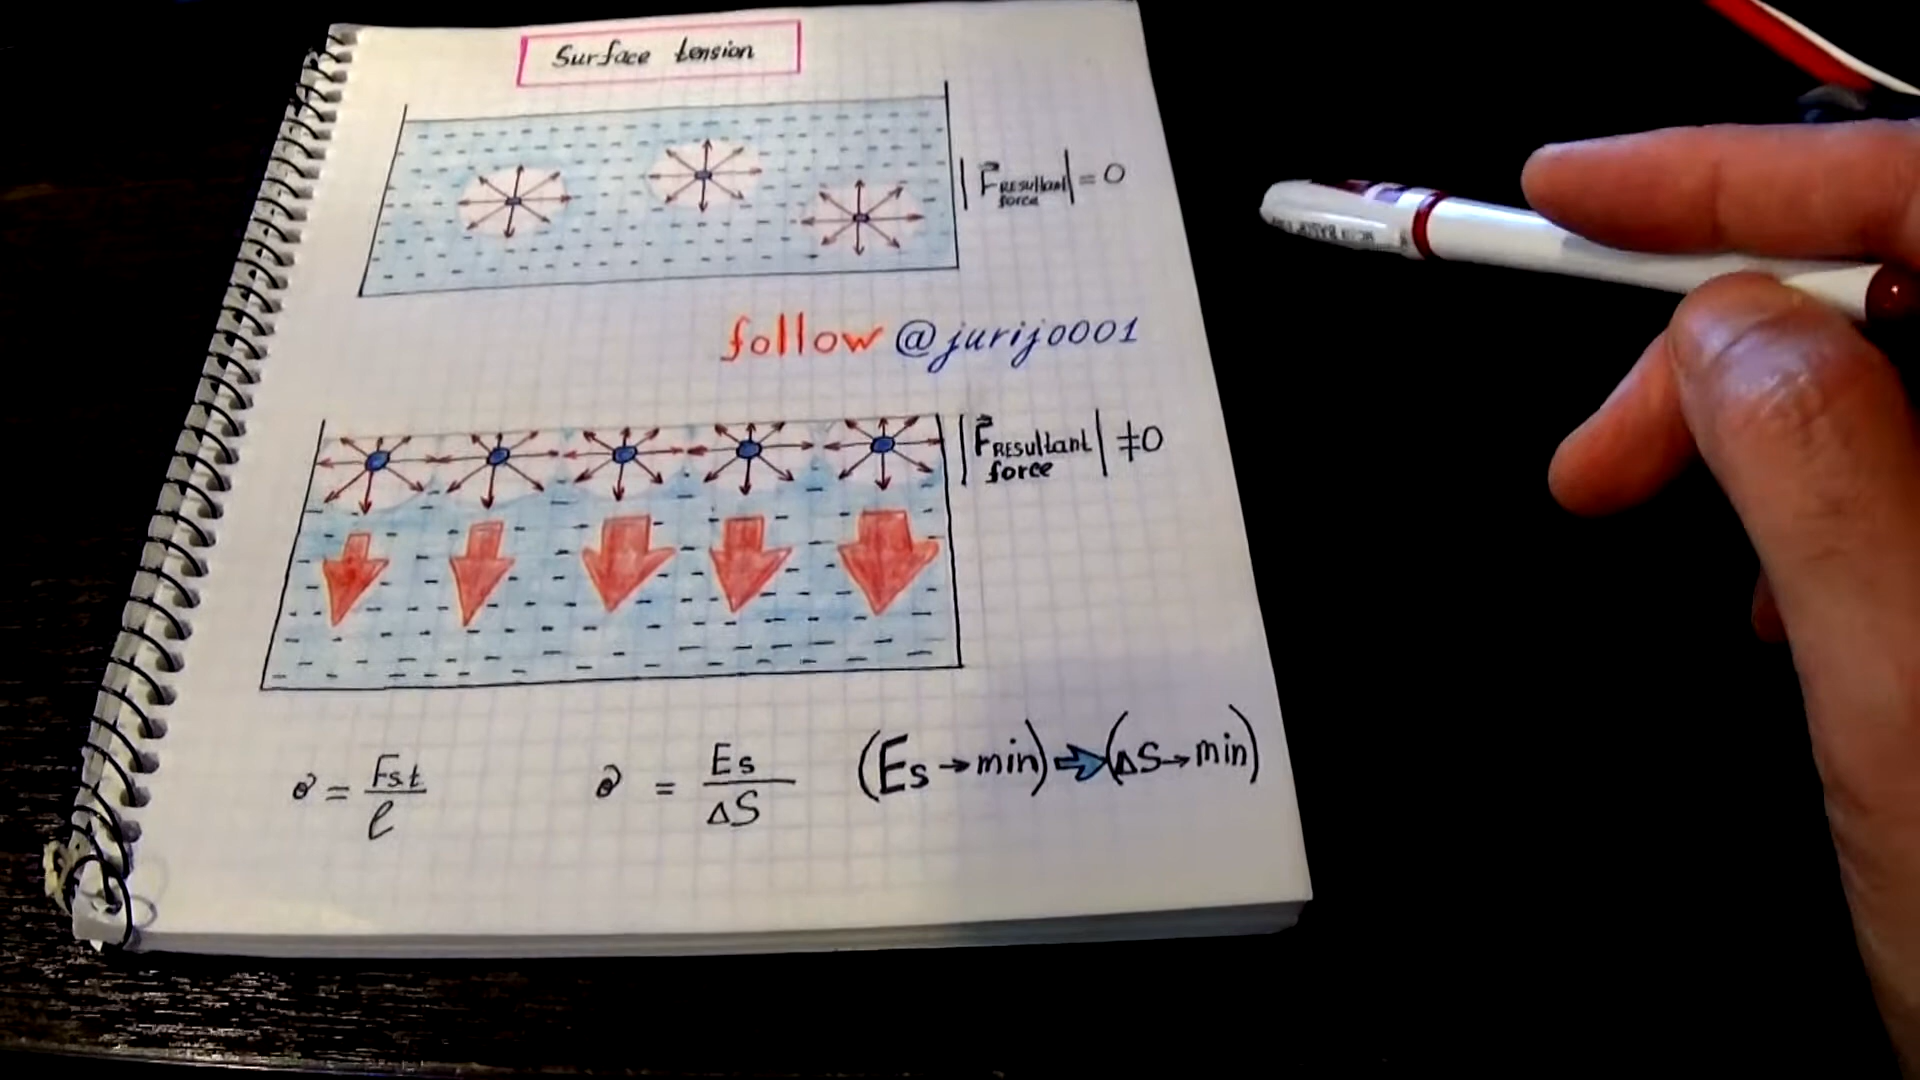 Surface tension
|F⃗ Resultant force| = 0
follow @jurij0001
|F⃗ Resultant force| ≠ 0
σ = Fst / ℓ
σ = Es / ΔS
(Es → min) ⇒ (ΔS → min)